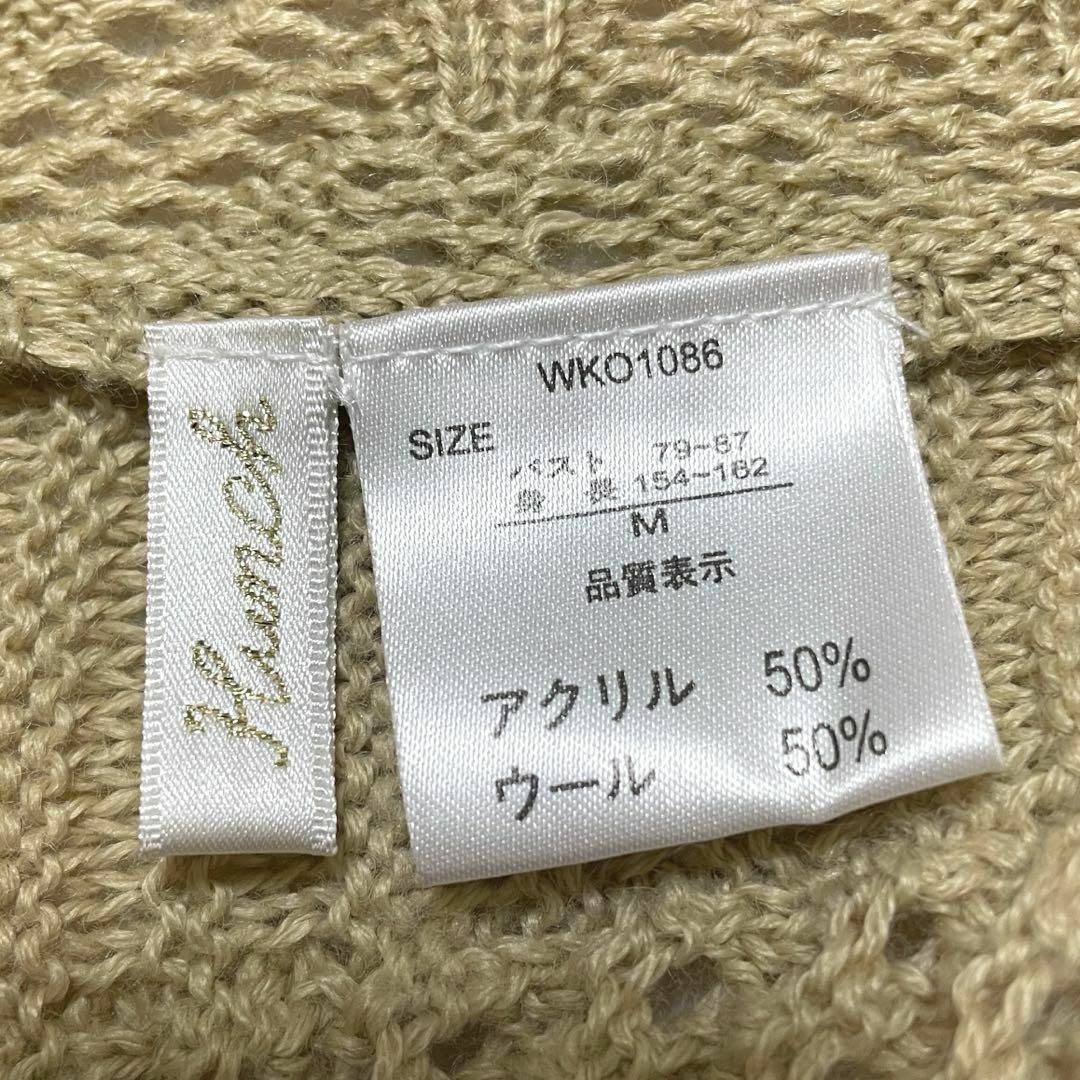 Hunch
WKO1086
SIZE
バスト 79~87
身 長 154~162
M
品質表示
アクリル 50%
ウール 50%